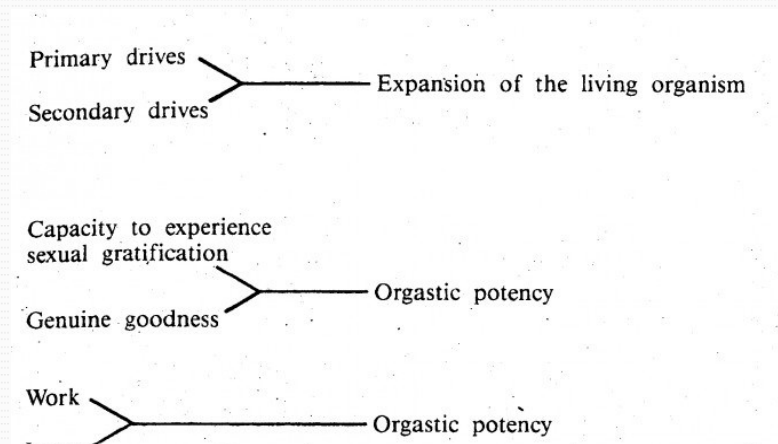 Primary drives
Expansion of the living organism
Secondary drives
Capacity to experience
sexual gratification
Orgastic potency
Genuine goodness
Work
Orgastic potency